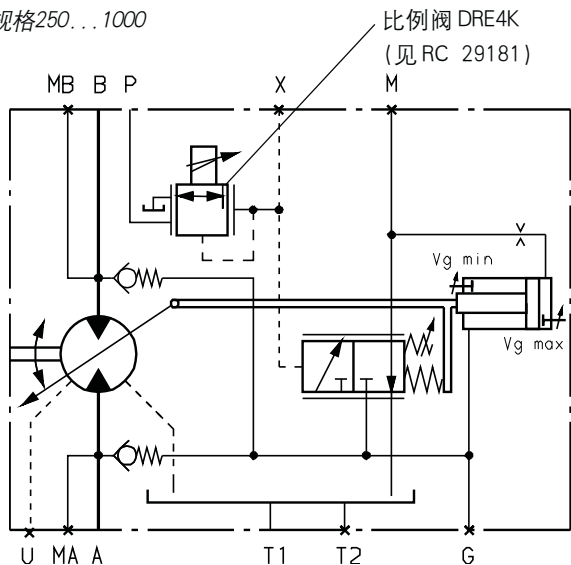 规格250...1000
比例阀 DRE4K
(见 RC 29181)
MB B P X M
Vg min
Vg max
U MA A T1 T2 G